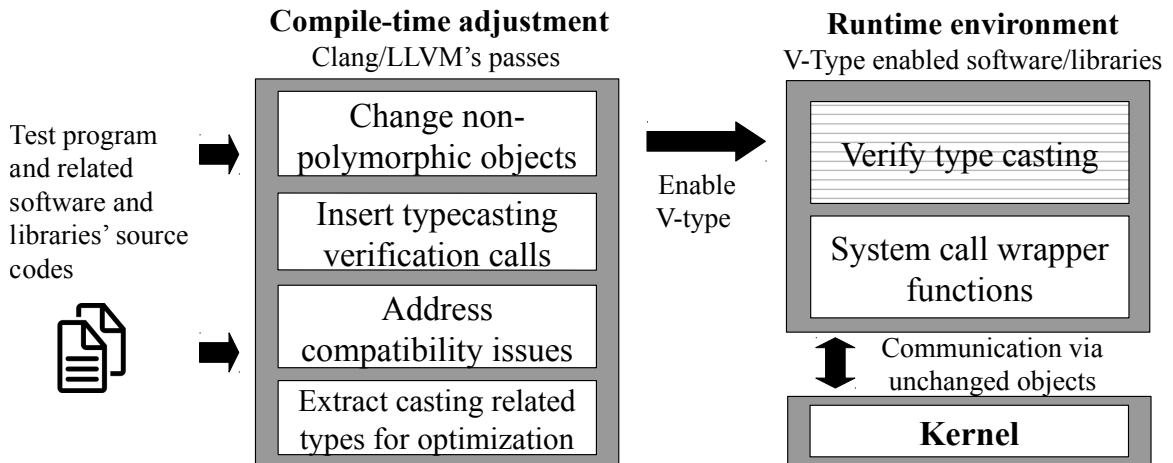 Compile-time adjustment
Clang/LLVM’s passes
Test program
and related
software and
libraries’ source
codes
Change non-
polymorphic objects
Insert typecasting
verification calls
Address
compatibility issues
Extract casting related
types for optimization
Enable
V-type
Runtime environment
V-Type enabled software/libraries
Verify type casting
System call wrapper
functions
Communication via
unchanged objects
Kernel